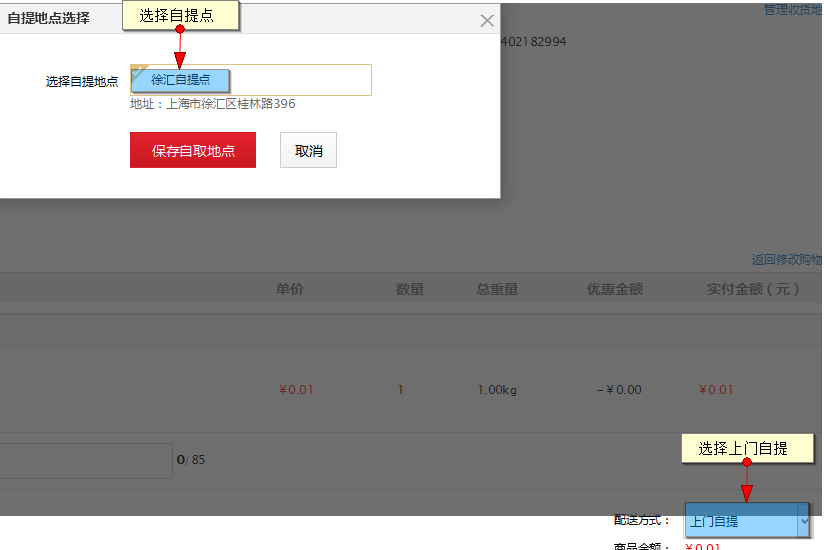 选择自提点
自提地点选择
管理收货地
402182994
选择自提地点
徐汇自提点
地址：上海市徐汇区桂林路396
保存自取地点
取消
返回修改购物
单价 数量 总重量 优惠金额 实付金额（元）
￥0.01 1 1.00kg -￥0.00 ￥0.01
0/ 85
选择上门自提
配送方式： 上门自提
商品金额： ￥0.01